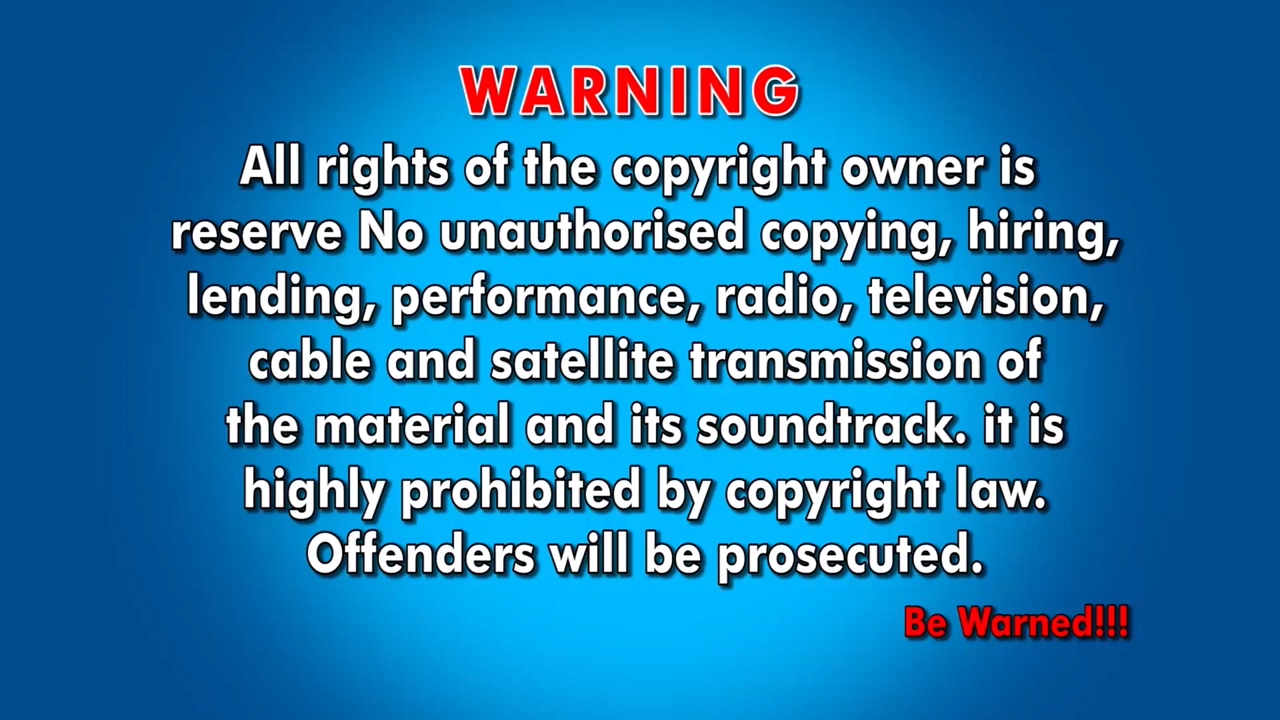 WARNING
All rights of the copyright owner is
reserve No unauthorised copying, hiring,
lending, performance, radio, television,
cable and satellite transmission of
the material and its soundtrack. it is
highly prohibited by copyright law.
Offenders will be prosecuted.
Be Warned!!!